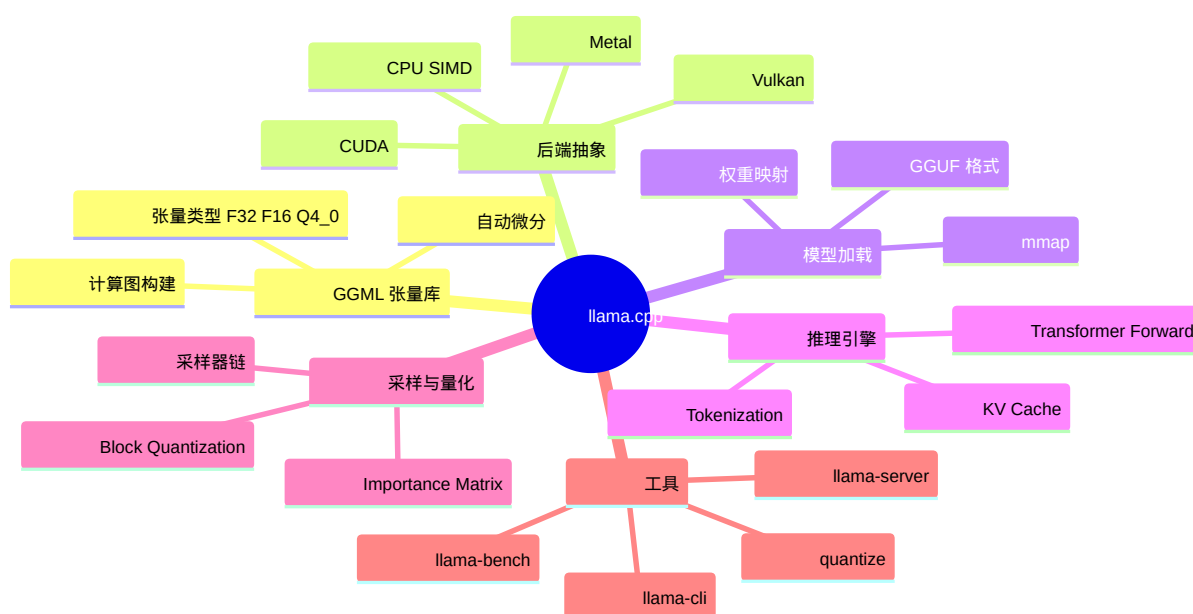 Metal
CPU SIMD
Vulkan
CUDA
后端抽象
权重映射
GGUF 格式
张量类型 F32 F16 Q4_0
自动微分
模型加载
mmap
计算图构建
GGML 张量库
llama.cpp
推理引擎
Transformer Forward
采样器链
采样与量化
Tokenization
KV Cache
Block Quantization
Importance Matrix
工具
llama-server
llama-bench
quantize
llama-cli